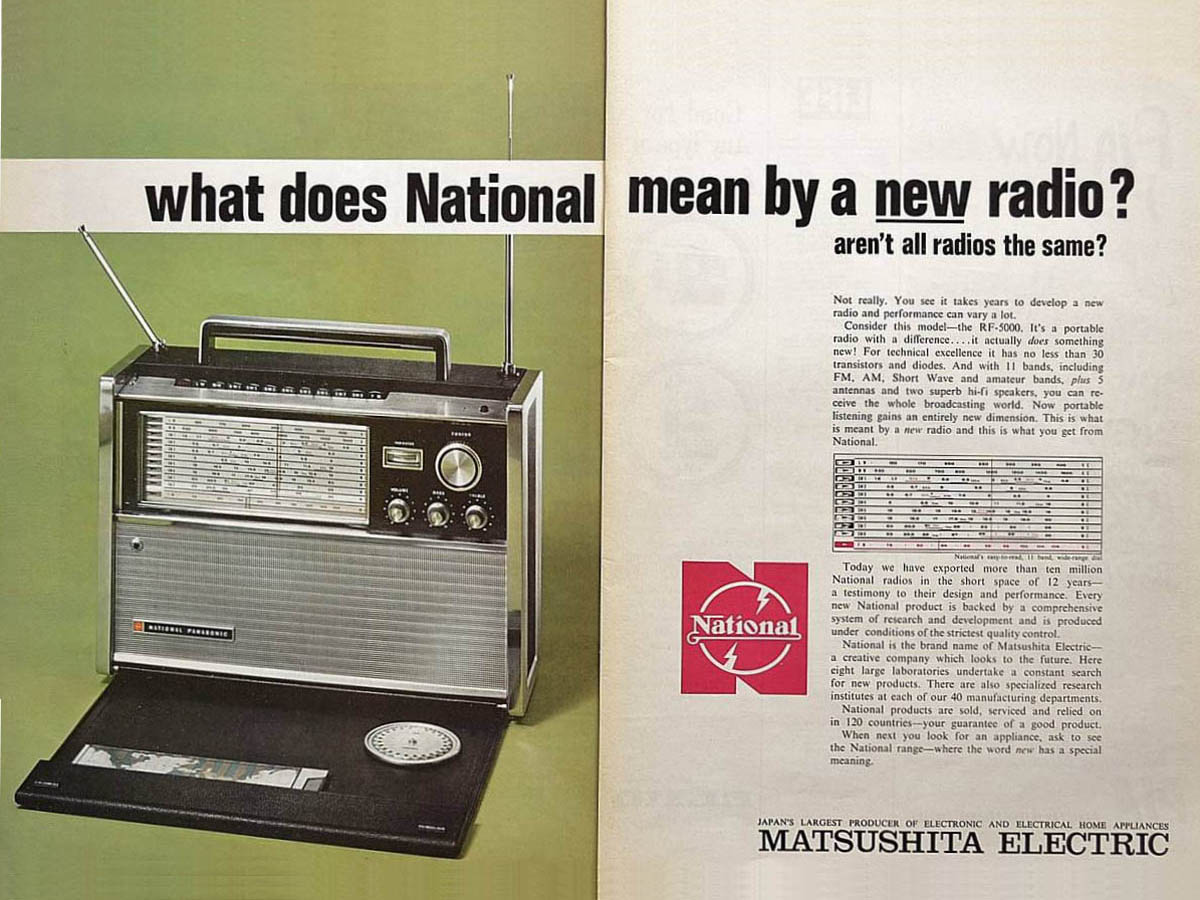 what does National mean by a new radio?
aren't all radios the same?
Not really. You see it takes years to develop a new
radio and performance can vary a lot.
Consider this model—the RF-5000. It's a portable
radio with a difference....it actually does something
new! For technical excellence it has no less than 30
transistors and diodes. And with 11 bands, including
FM, AM, Short Wave and amateur bands, plus 5
antennas and two superb hi-fi speakers, you can re-
ceive the whole broadcasting world. Now portable
listening gains an entirely new dimension. This is what
is meant by a new radio and this is what you get from
National.
National's easy-to-read, 11 band, wide-range dial
Today we have exported more than ten million
National radios in the short space of 12 years—
a testimony to their design and performance. Every
new National product is backed by a comprehensive
system of research and development and is produced
under conditions of the strictest quality control.
National is the brand name of Matsushita Electric—
a creative company which looks to the future. Here
eight large laboratories undertake a constant search
for new products. There are also specialized research
institutes at each of our 40 manufacturing departments.
National products are sold, serviced and relied on
in 120 countries—your guarantee of a good product.
When next you look for an appliance, ask to see
the National range—where the word new has a special
meaning.
National
JAPAN'S LARGEST PRODUCER OF ELECTRONIC AND ELECTRICAL HOME APPLIANCES
MATSUSHITA ELECTRIC
TUNING
VOLUME
BASS
TREBLE
NATIONAL PANASONIC